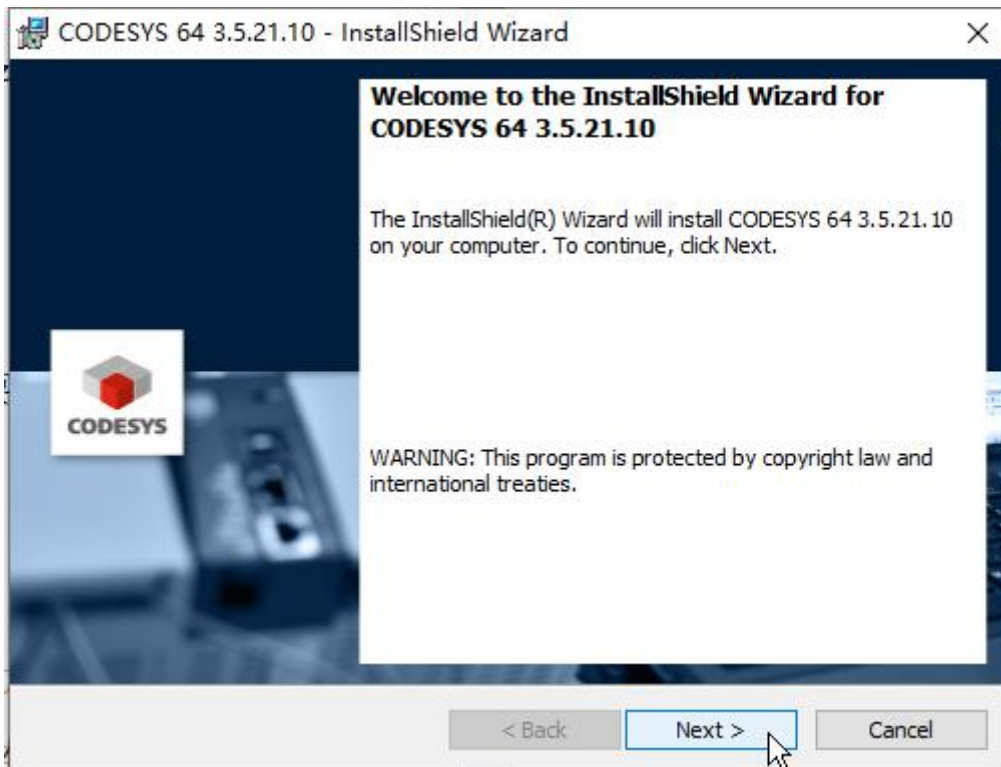 CODESYS 64 3.5.21.10 - InstallShield Wizard
Welcome to the InstallShield Wizard for
CODESYS 64 3.5.21.10
The InstallShield(R) Wizard will install CODESYS 64 3.5.21.10
on your computer. To continue, click Next.
CODESYS
WARNING: This program is protected by copyright law and
international treaties.
< Back
Next >
Cancel